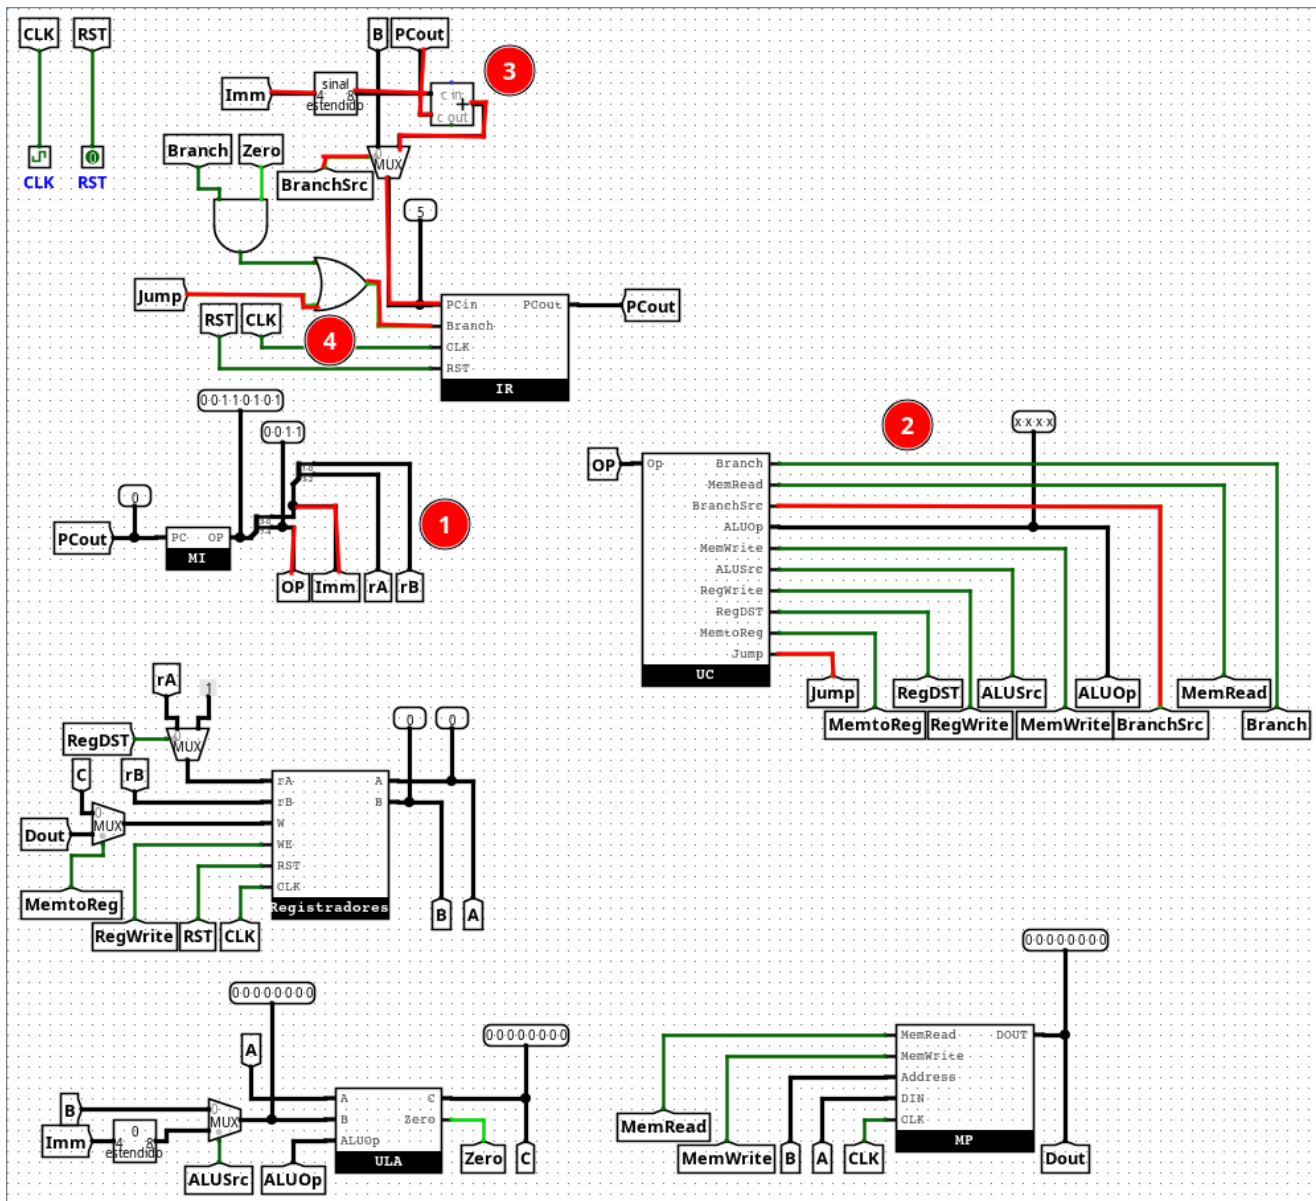 CLK RST B PCout
3
Imm sinal 4 8 estendido c in + c out
Branch Zero 0 MUX
CLK RST BranchSrc
5
Jump PCin PCout PCout
RST CLK Branch
4 CLK
RST
IR
0 0 1 1 0 1 0 1
0 0 1 1
0
PCout PC OP
MI
1
OP Imm rA rB
2
x x x x
OP Op Branch
MemRead
BranchSrc
ALUOp
MemWrite
ALUSrc
RegWrite
RegDST
MemtoReg
Jump
UC
Jump RegDST ALUSrc ALUOp MemRead
MemtoReg RegWrite MemWrite BranchSrc Branch
rA 1
RegDST 0 MUX 0 0
C rB rA A
rB B
0 MUX W
Dout WE
RST
CLK
MemtoReg Registradores
B A
RegWrite RST CLK
0 0 0 0 0 0 0 0
0 0 0 0 0 0 0 0
0 0 0 0 0 0 0 0
A
A C
B MUX B Zero
Imm 0 4 8 estendido ALUOp
ULA
ALUSrc ALUOp Zero C
MemRead DOUT
MemWrite
Address
DIN
CLK
MP
MemRead
MemWrite B A CLK Dout